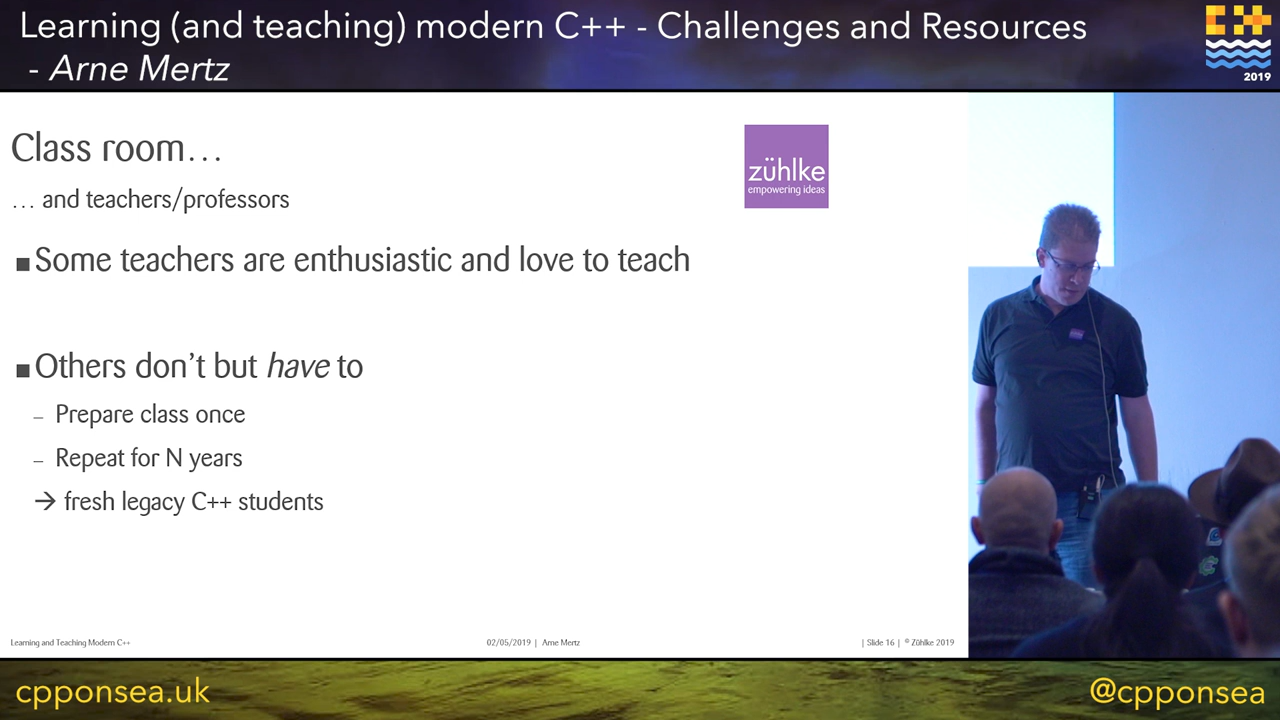 Learning (and teaching) modern C++ - Challenges and Resources
- Arne Mertz
2019
Class room…
… and teachers/professors
zühlke
empowering ideas
■Some teachers are enthusiastic and love to teach
■Others don’t but have to
– Prepare class once
– Repeat for N years
→ fresh legacy C++ students
Learning and Teaching Modern C++
02/05/2019 | Arne Mertz
| Slide 16 | © Zühlke 2019
cpponsea.uk
@cpponsea